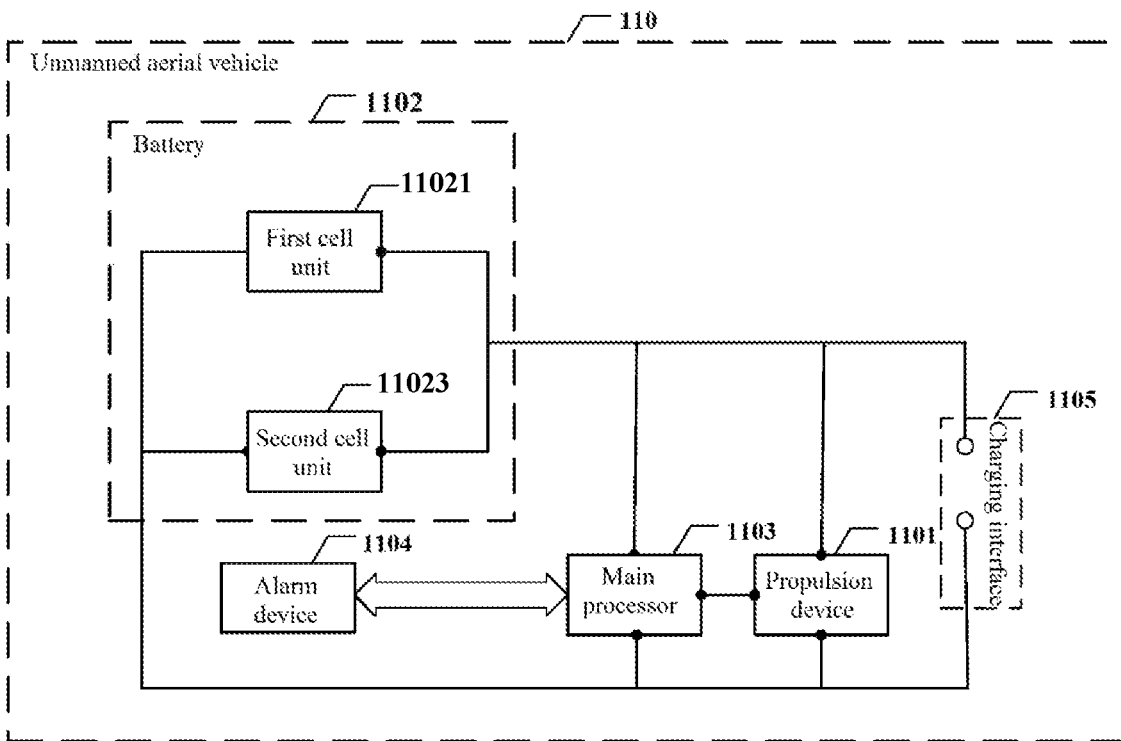 110
Unmanned aerial vehicle
1102
Battery
11021
First cell
unit
11023
Second cell
unit
1105
Charging interface
1104
Alarm
device
1103
Main
processor
1101
Propulsion
device